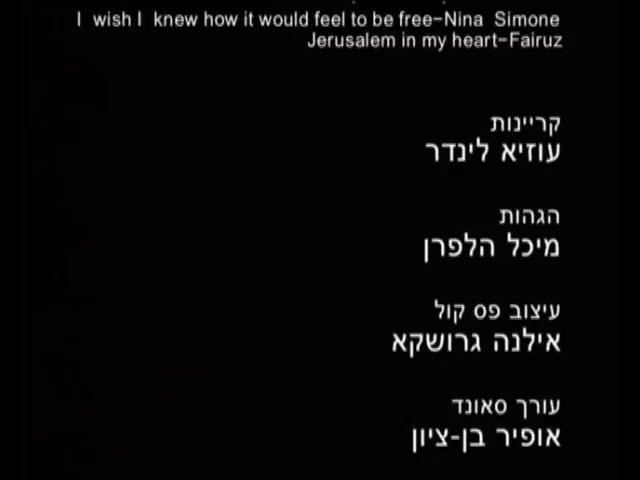 I wish I knew how it would feel to be free-Nina Simone
Jerusalem in my heart-Fairuz
קריינות
עוזיא לינדר
הגהות
מיכל הלפרן
עיצוב פס קול
אילנה גרושקא
עורך סאונד
אופיר בן-ציון